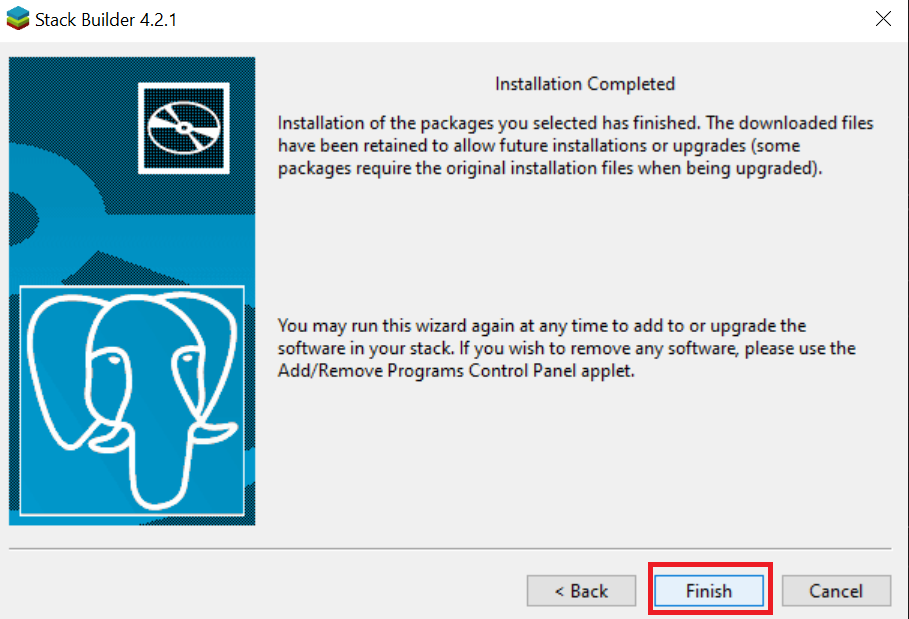 Stack Builder 4.2.1
Installation Completed
Installation of the packages you selected has finished. The downloaded files
have been retained to allow future installations or upgrades (some
packages require the original installation files when being upgraded).
You may run this wizard again at any time to add to or upgrade the
software in your stack. If you wish to remove any software, please use the
Add/Remove Programs Control Panel applet.
< Back
Finish
Cancel